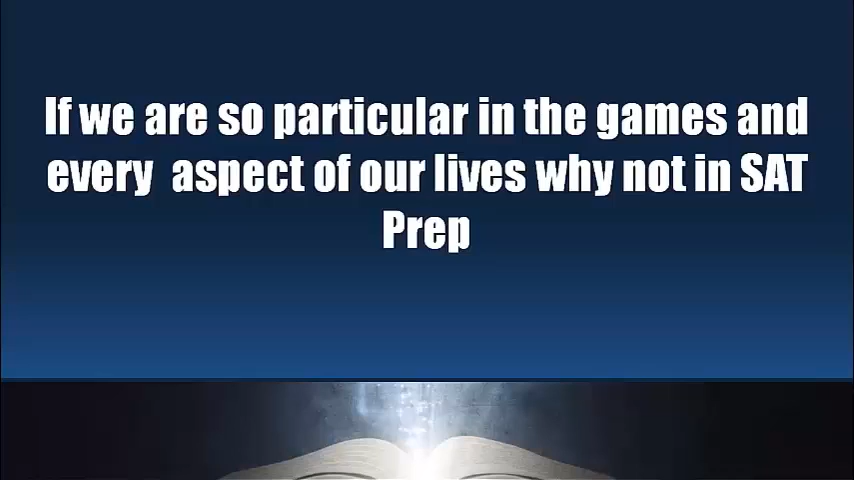 If we are so particular in the games and
every  aspect of our lives why not in SAT
Prep